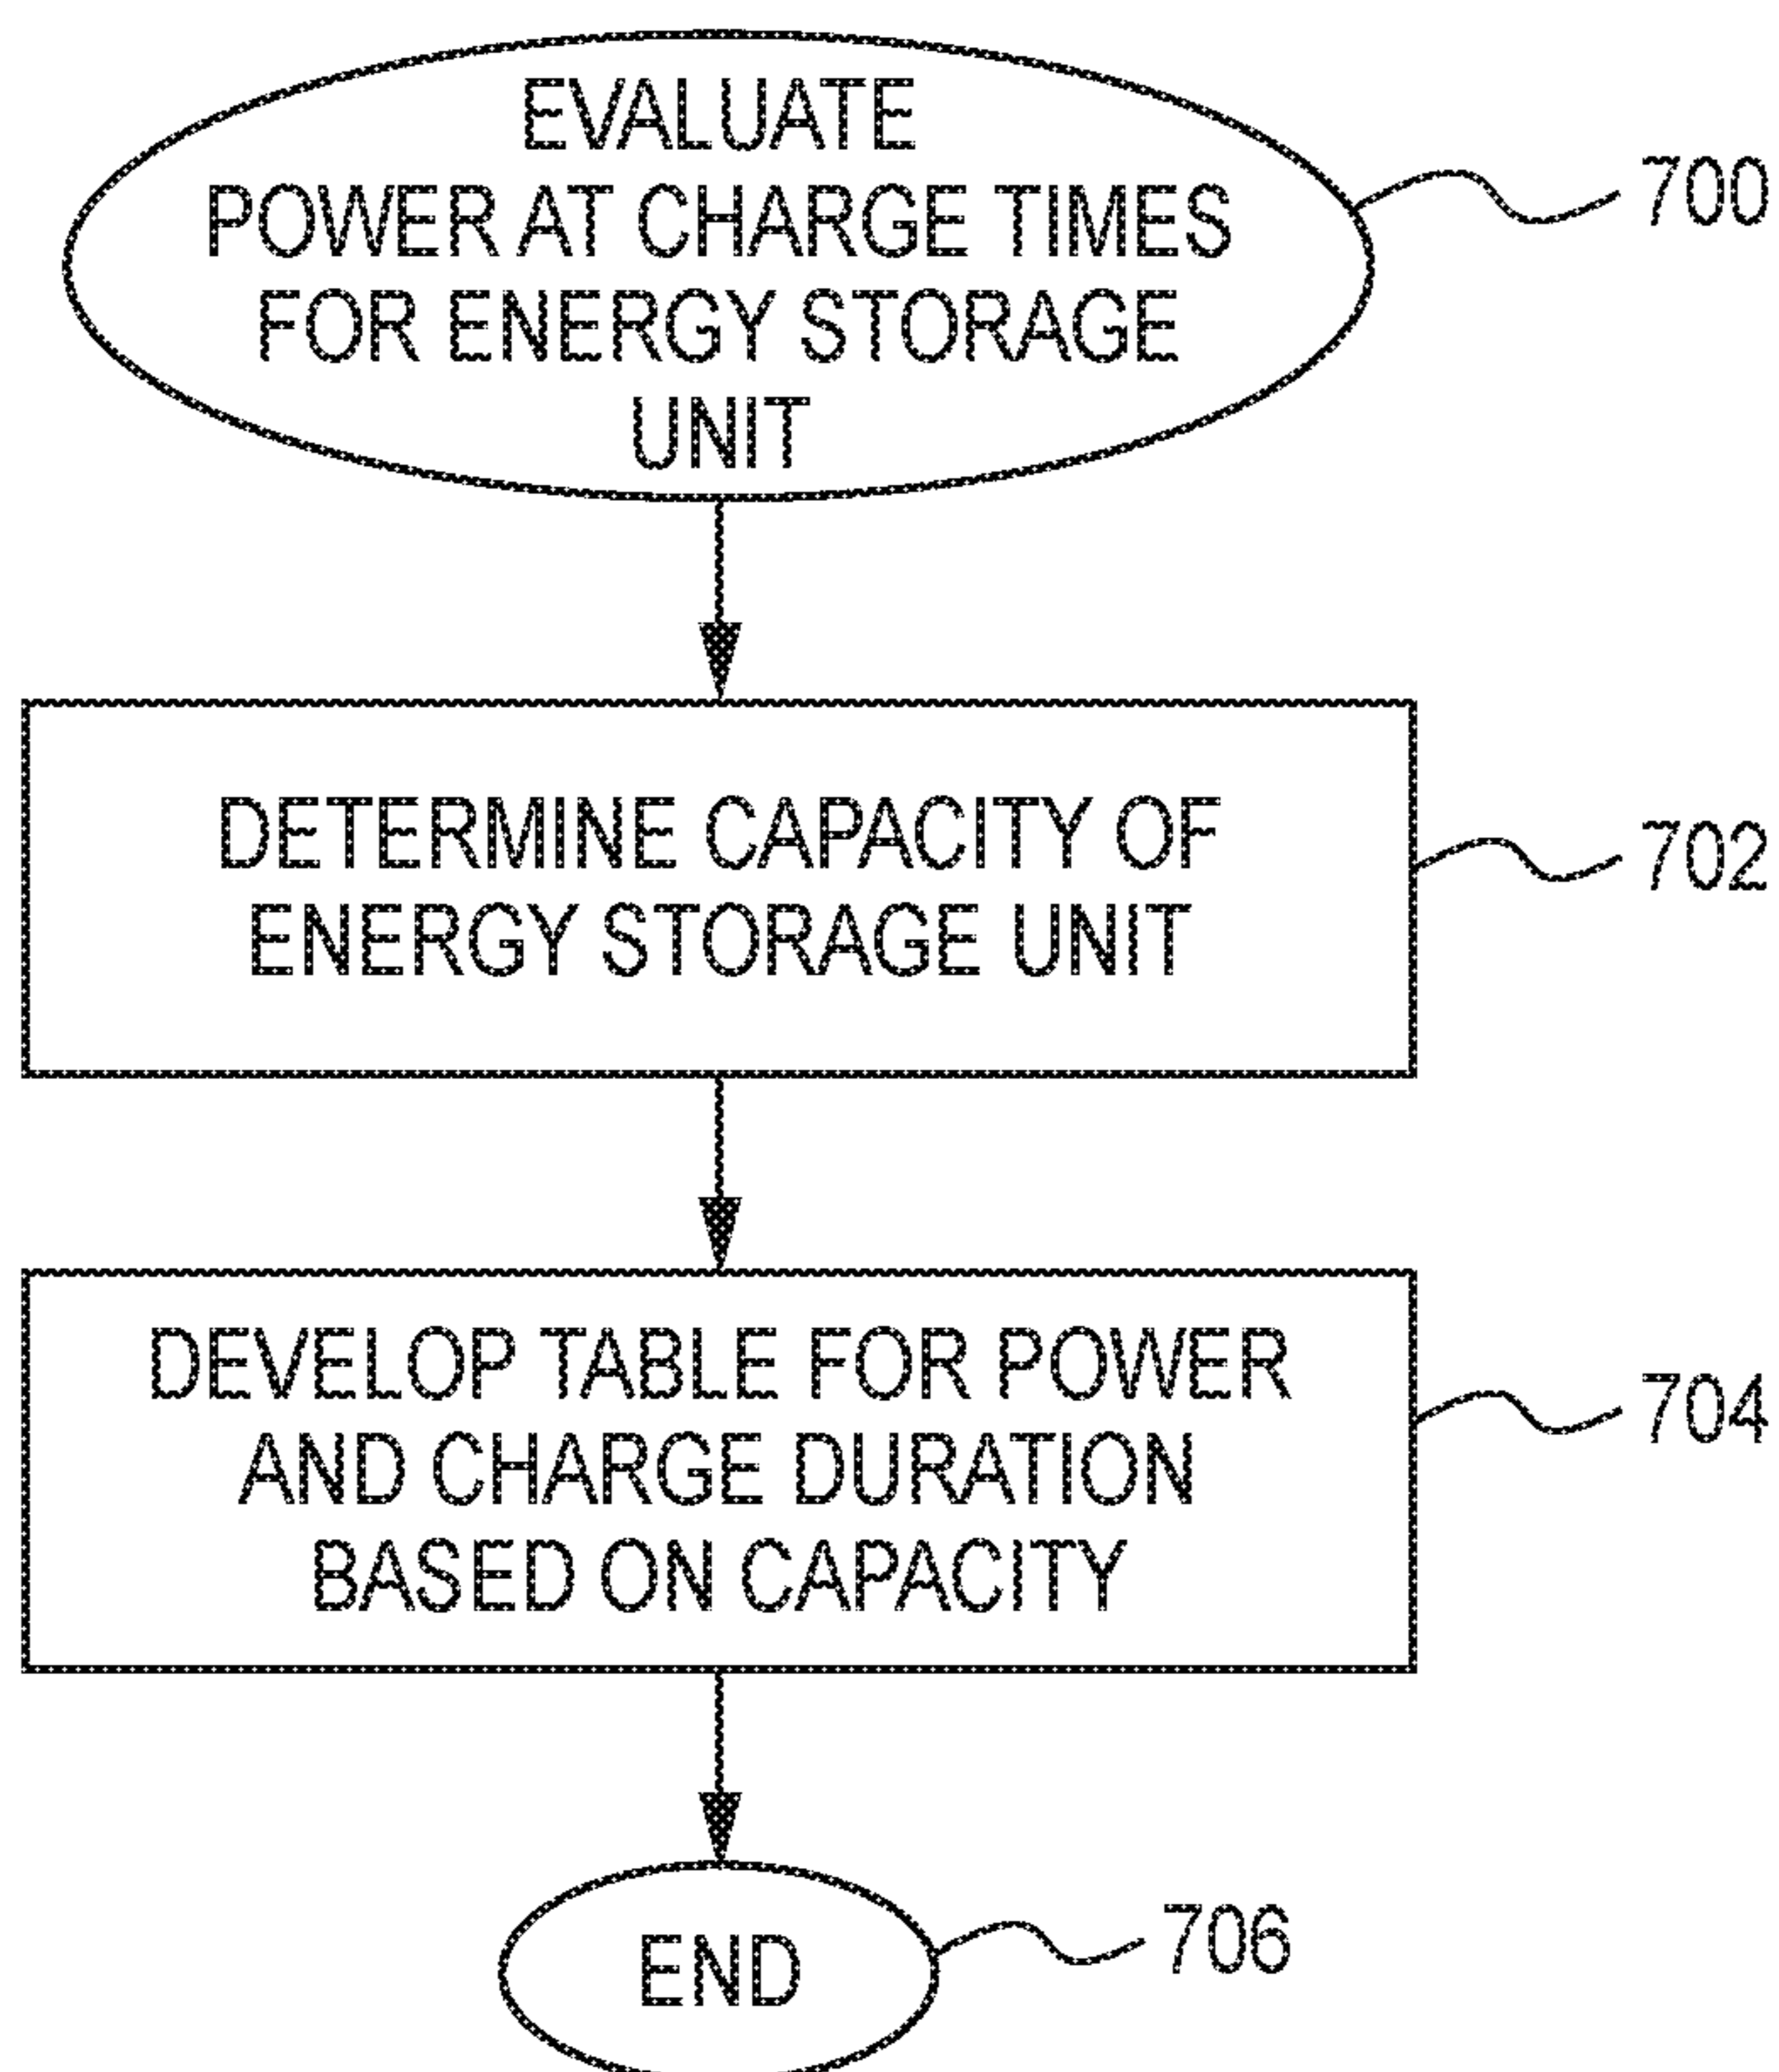 EVALUATE
POWER AT CHARGE TIMES
FOR ENERGY STORAGE
UNIT
700
DETERMINE CAPACITY OF
ENERGY STORAGE UNIT
702
DEVELOP TABLE FOR POWER
AND CHARGE DURATION
BASED ON CAPACITY
704
END
706